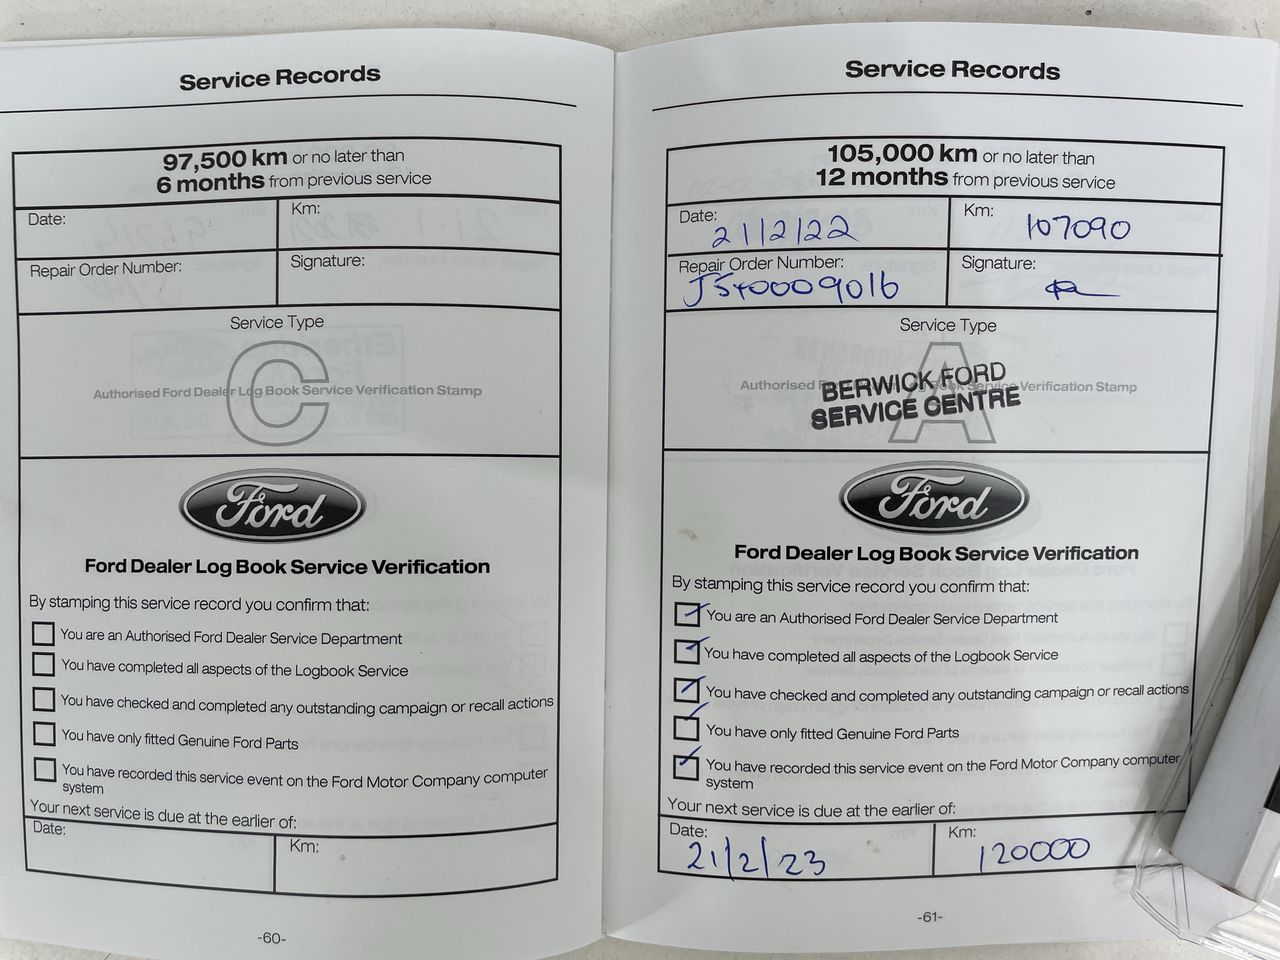 Service Records
97,500 km or no later than
6 months from previous service
Date:
Km:
Repair Order Number:
Signature:
Service Type
C
Authorised Ford Dealer Log Book Service Verification Stamp
Ford
Ford Dealer Log Book Service Verification
By stamping this service record you confirm that:
You are an Authorised Ford Dealer Service Department
You have completed all aspects of the Logbook Service
You have checked and completed any outstanding campaign or recall actions
You have only fitted Genuine Ford Parts
You have recorded this service event on the Ford Motor Company computer
system
Your next service is due at the earlier of:
Date:
Km:
-60-
Service Records
105,000 km or no later than
12 months from previous service
Date: 21/2/22
Km: 107090
Repair Order Number:
J540009016
Signature:
Service Type
A
Authorised Ford Dealer Log Book Service Verification Stamp
BERWICK FORD
SERVICE CENTRE
Ford
Ford Dealer Log Book Service Verification
By stamping this service record you confirm that:
You are an Authorised Ford Dealer Service Department
You have completed all aspects of the Logbook Service
You have checked and completed any outstanding campaign or recall actions
You have only fitted Genuine Ford Parts
You have recorded this service event on the Ford Motor Company computer
system
Your next service is due at the earlier of:
Date: 21/2/23
Km: 120000
-61-